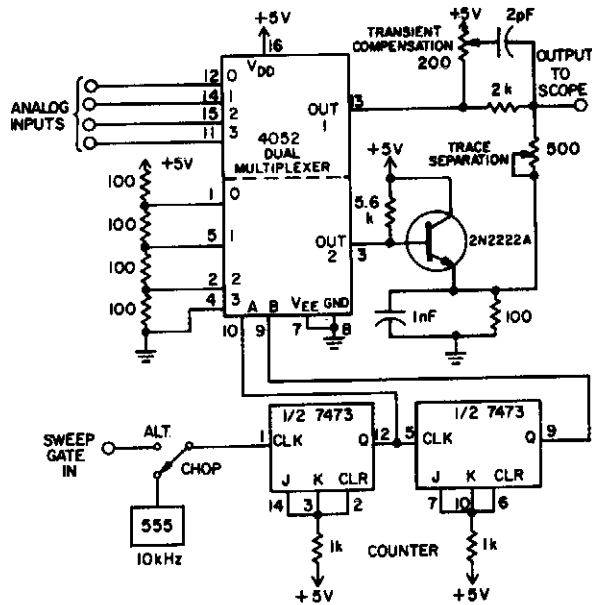 +5V
16
V DD
12 0
14 1
15 2
11 3
ANALOG
INPUTS
4052
DUAL
MULTIPLEXER
OUT
1
13
+5V
TRANSIENT
COMPENSATION
200
2pF
OUTPUT
TO
SCOPE
2k
TRACE
SEPARATION
500
+5V
100
100
100
100
1 0
5 1
2 2
4 3
OUT
2
3
+5V
5.6
k
2N2222A
1nF
100
A B
VEE GND
10 9 7 8
1/2 7473
1 CLK Q 12
J K CLR
14 3 2
1k
+5V
1/2 7473
5 CLK Q 9
J K CLR
7 10 6
1k
+5V
COUNTER
SWEEP
GATE
IN
ALT.
CHOP
555
10kHz